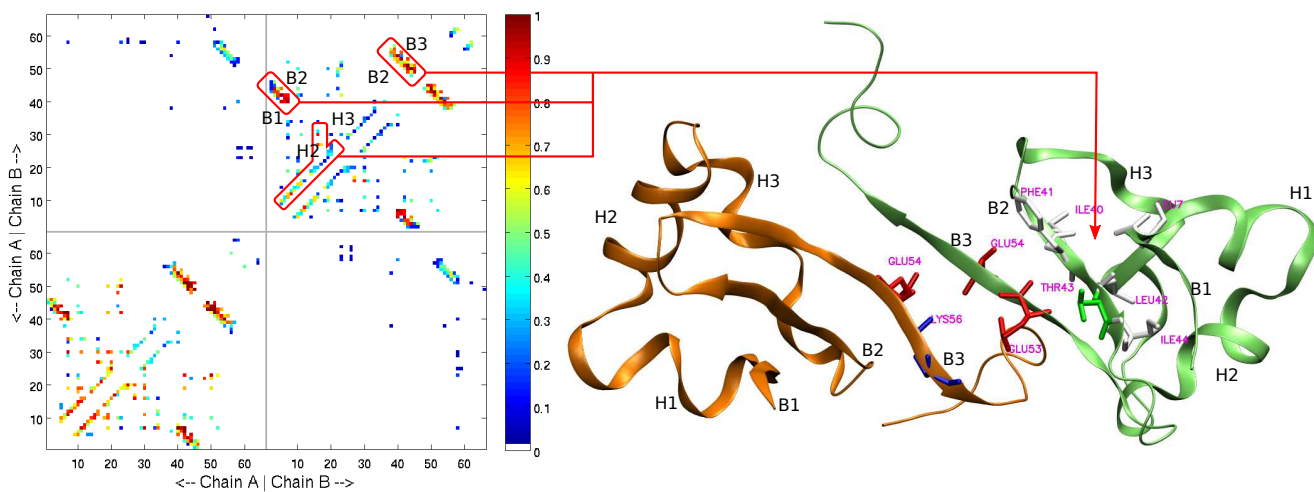 60
50
40
30
20
10
60
50
40
30
20
10
10 20 30 40 50 60 10 20 30 40 50 60
<-- Chain A | Chain B -->
<-- Chain A | Chain B -->
B3
B2
B2
B1
H3
H2
1
0.9
0.8
0.7
0.6
0.5
0.4
0.3
0.2
0.1
0
H3
H2
H1
B1
B2
B3
GLU54
LYS56
B3
GLU54
GLU53
B2
PHE41
ILE40
THR43
LEU42
ILE44
H3
H1
B1
H2